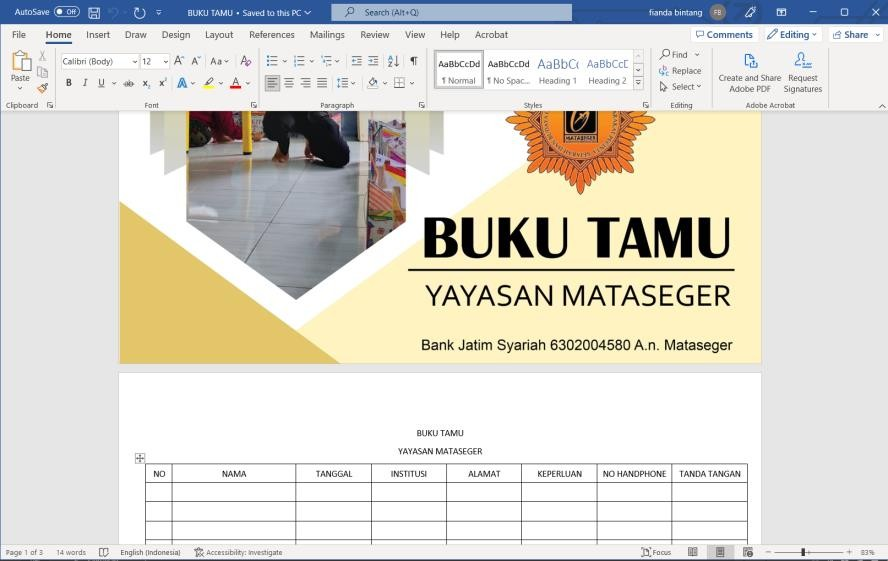 AutoSave Off BUKU TAMU • Saved to this PC Search (Alt+Q) fianda bintang FB
File Home Insert Draw Design Layout References Mailings Review View Help Acrobat Comments Editing Share
Paste
Calibri (Body) 12 A A Aa A
B I U ab x₂ x² A A
AaBbCcDd AaBbCcDd AaBbCc AaBbCcD
¶ Normal ¶ No Spac... Heading 1 Heading 2
Find
Replace
Select
Create and Share Adobe PDF
Request Signatures
Clipboard Font Paragraph Styles Editing Adobe Acrobat
MATASEGER
BUKU TAMU
YAYASAN MATASEGER
Bank Jatim Syariah 6302004580 A.n. Mataseger
BUKU TAMU
YAYASAN MATASEGER
NO NAMA TANGGAL INSTITUSI ALAMAT KEPERLUAN NO HANDPHONE TANDA TANGAN
Page 1 of 3 14 words English (Indonesia) Accessibility: Investigate Focus 83%